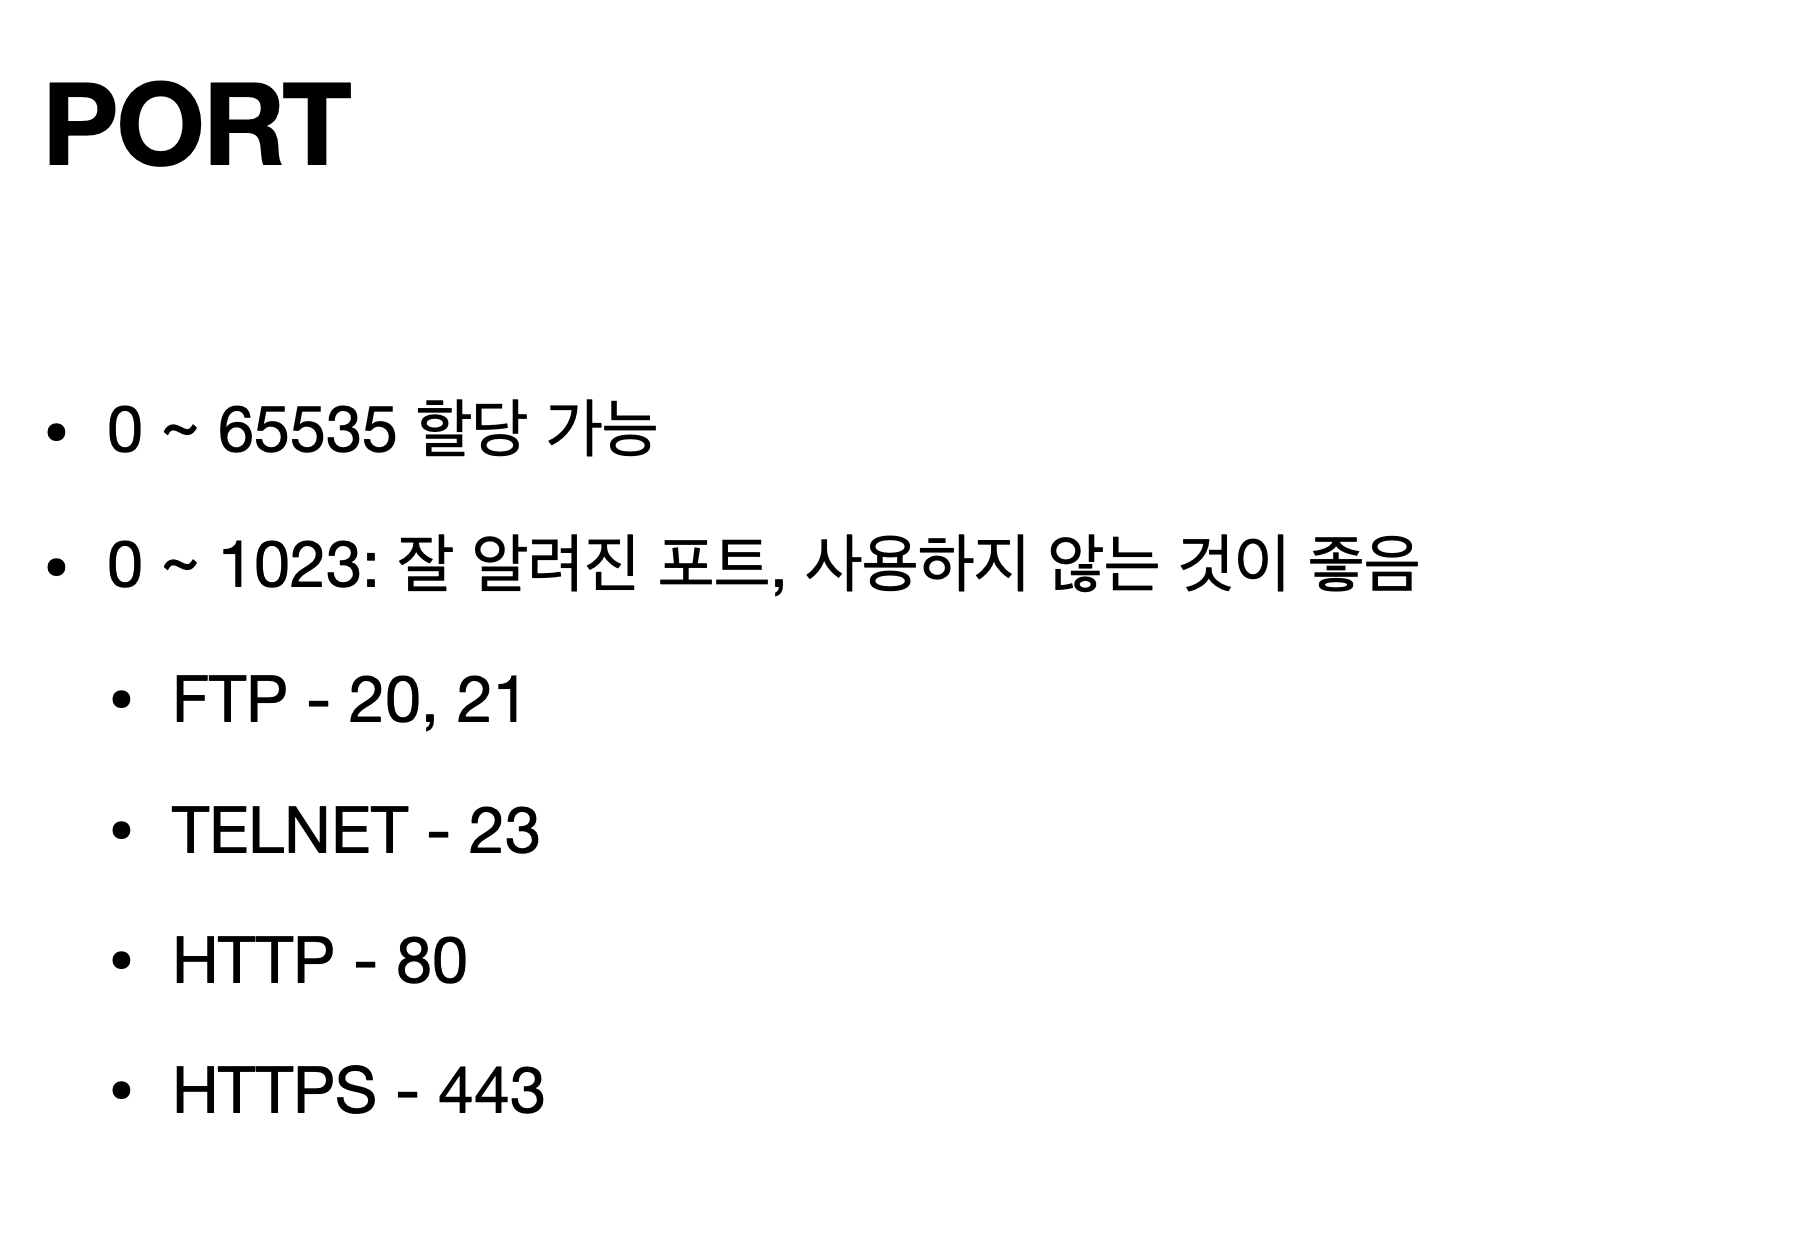 PORT
• 0 ~ 65535 할당 가능
• 0 ~ 1023: 잘 알려진 포트, 사용하지 않는 것이 좋음
• FTP - 20, 21
• TELNET - 23
• HTTP - 80
• HTTPS - 443